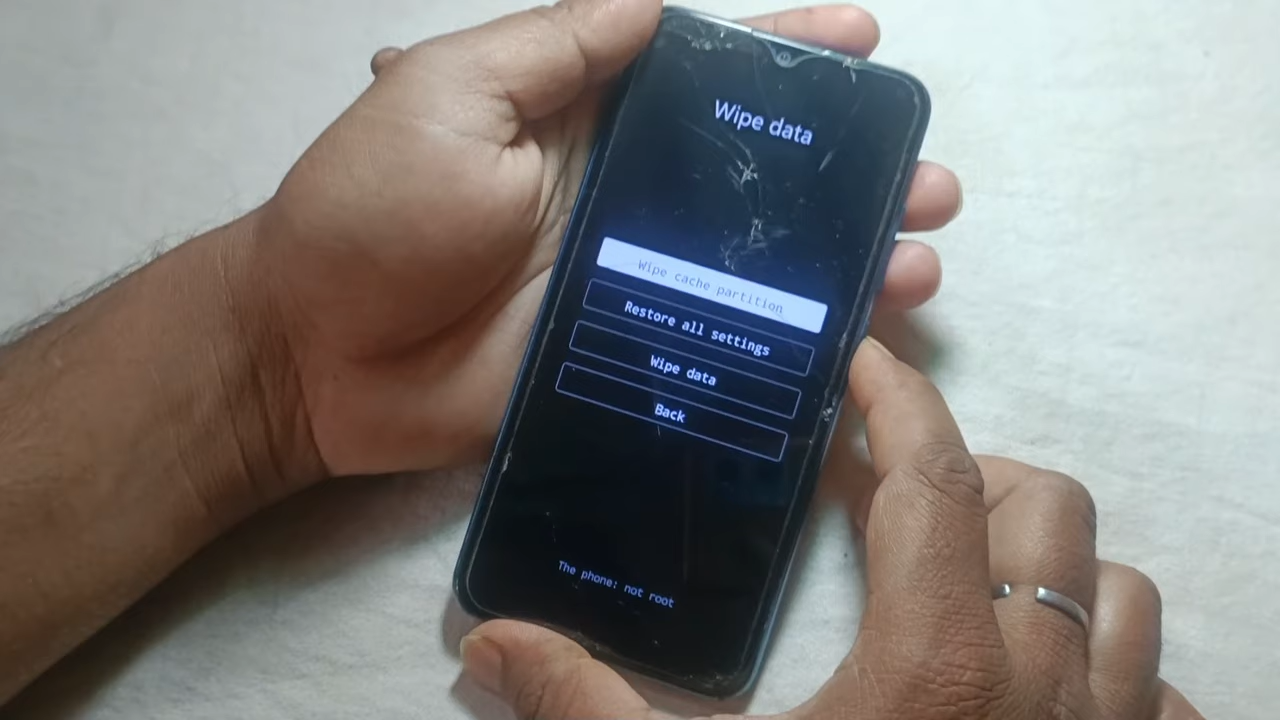 Wipe data
Wipe cache partition
Restore all settings
Wipe data
Back
The phone: not root